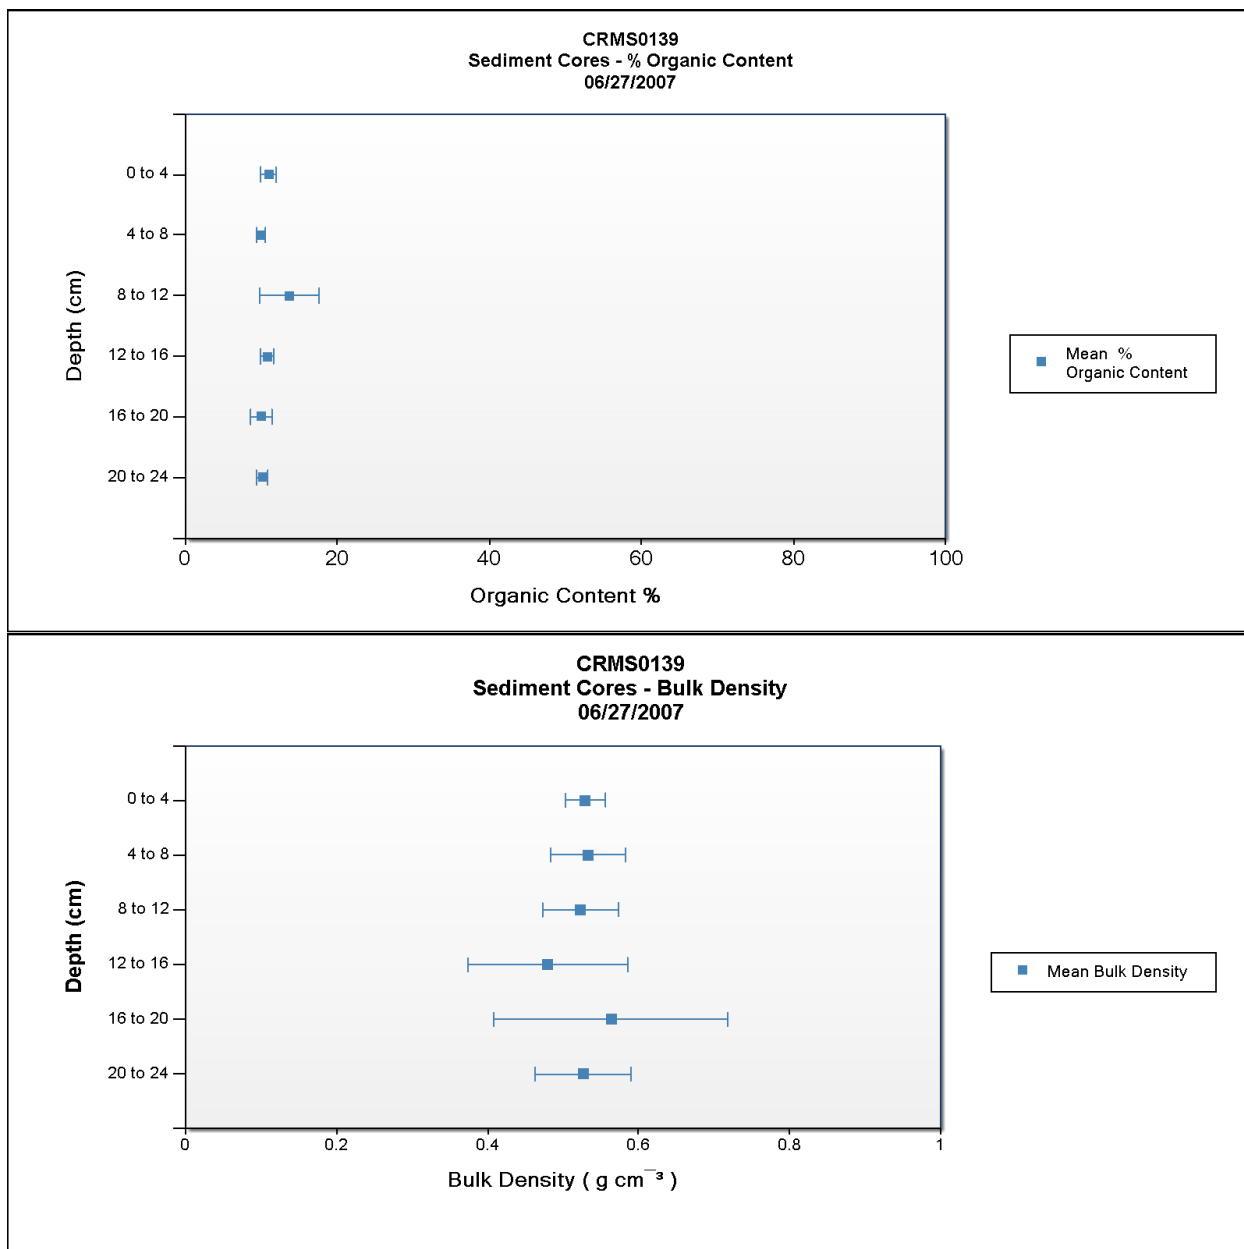 CRMS0139
Sediment Cores - % Organic Content
06/27/2007
0 to 4
4 to 8
8 to 12
12 to 16
16 to 20
20 to 24
Depth (cm)
0 20 40 60 80 100
Organic Content %
Mean %
Organic Content
CRMS0139
Sediment Cores - Bulk Density
06/27/2007
0 to 4
4 to 8
8 to 12
12 to 16
16 to 20
20 to 24
Depth (cm)
0 0.2 0.4 0.6 0.8 1
Bulk Density ( g cm¯³ )
Mean Bulk Density